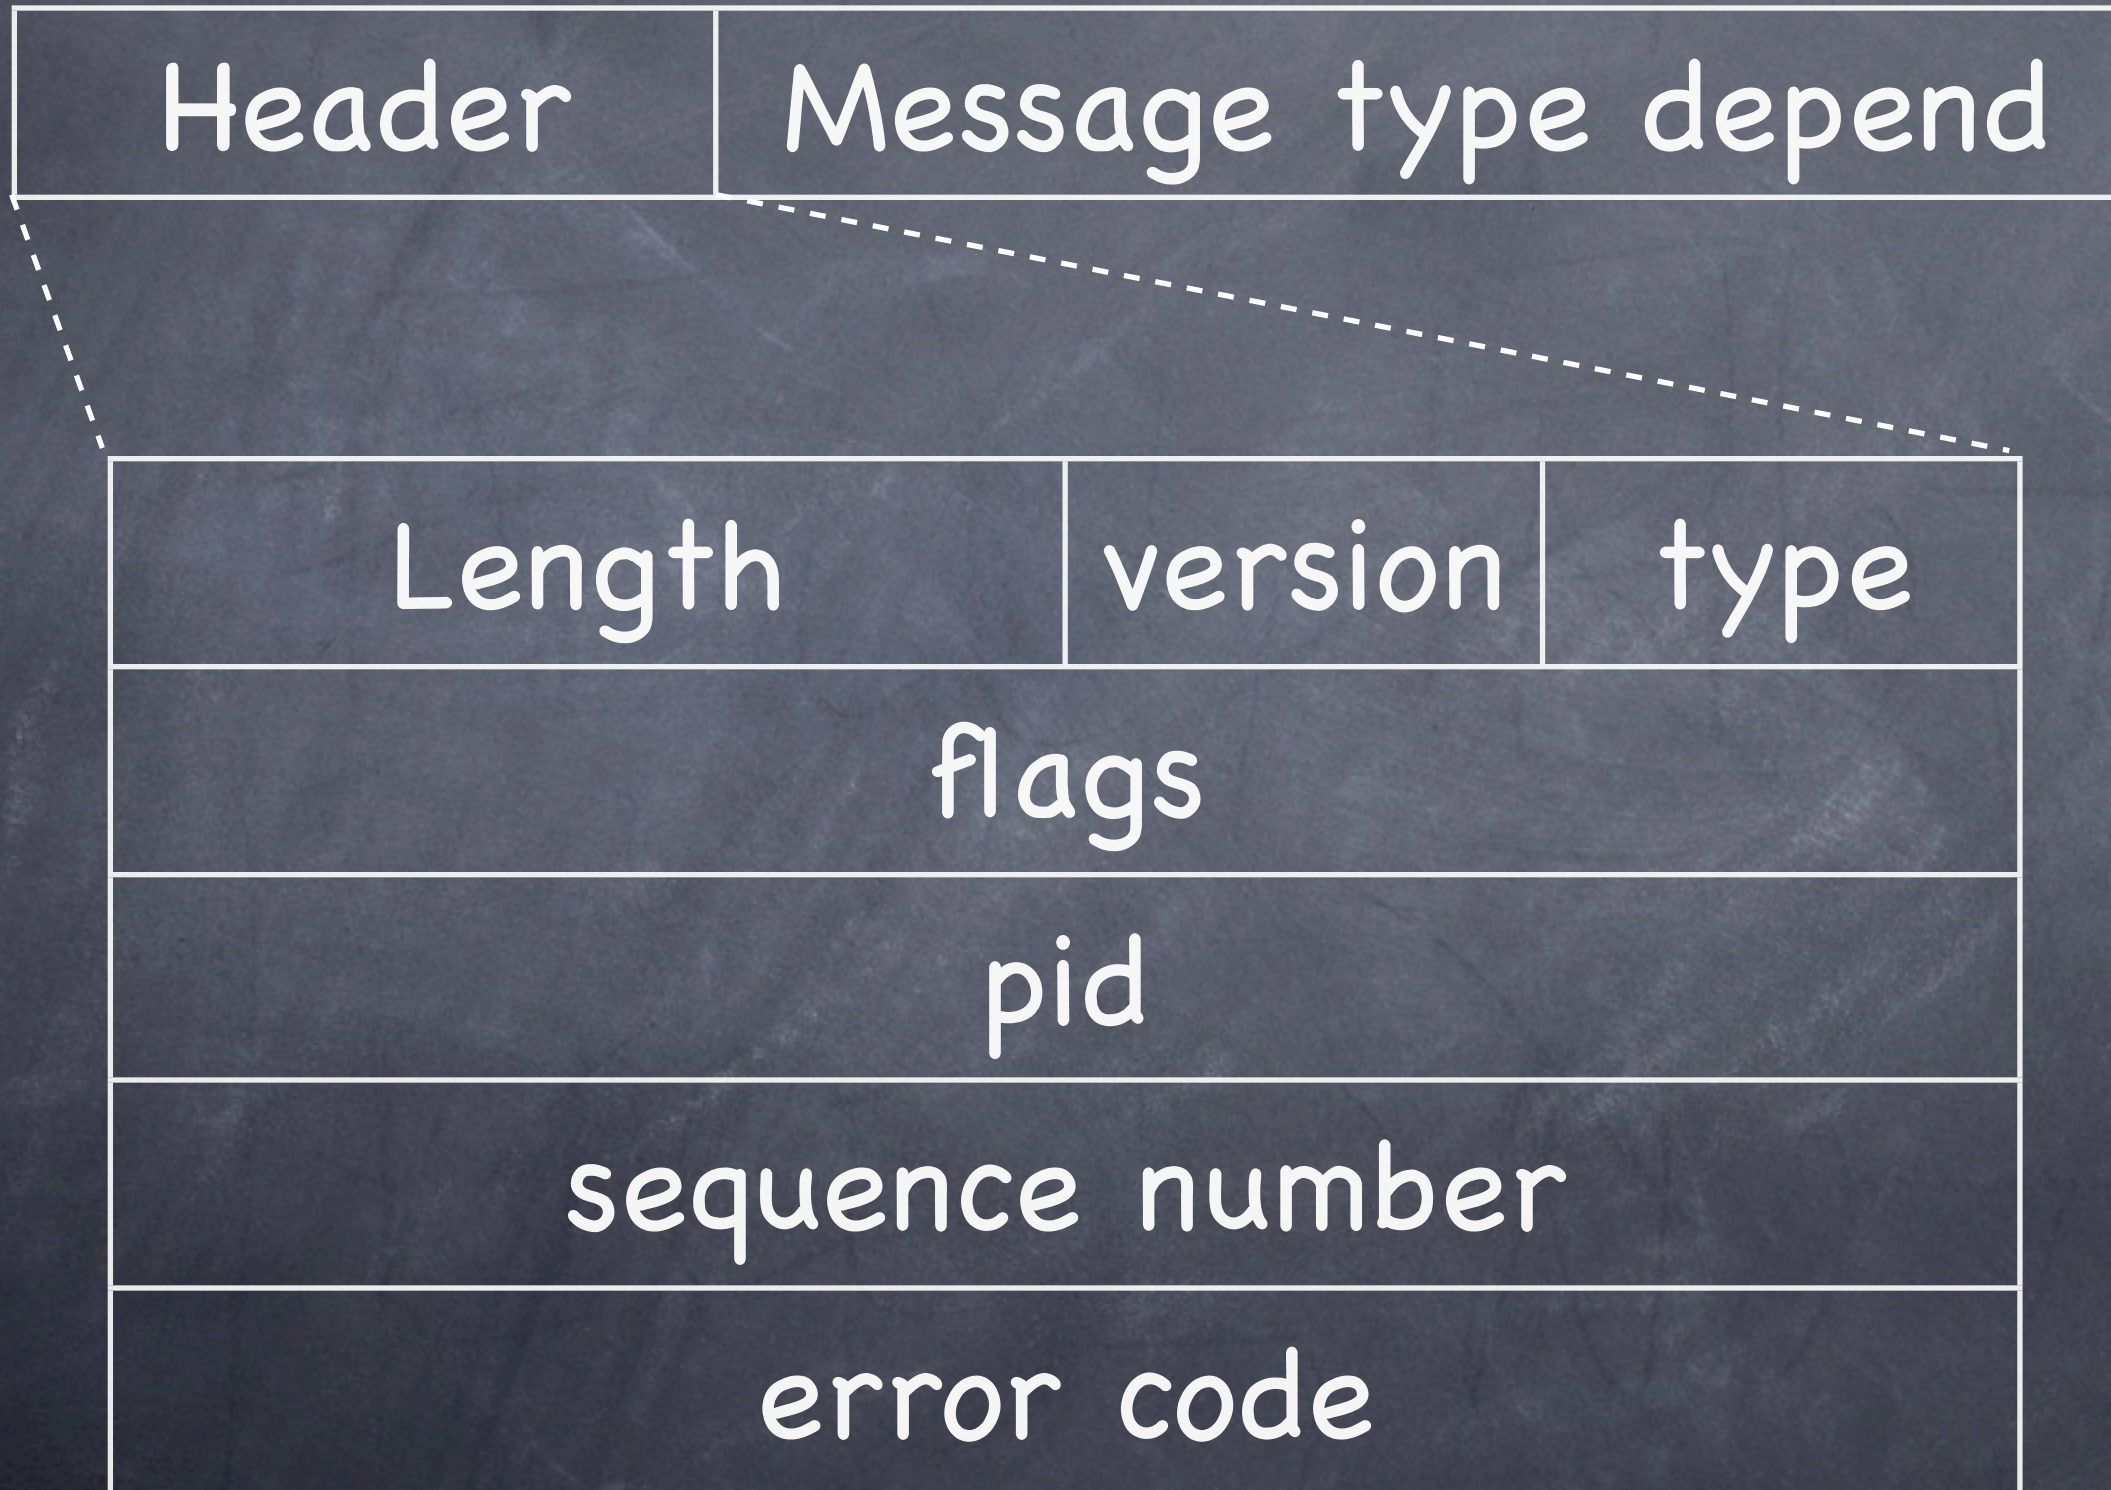 Header Message type depend
Length version type
flags
pid
sequence number
error code